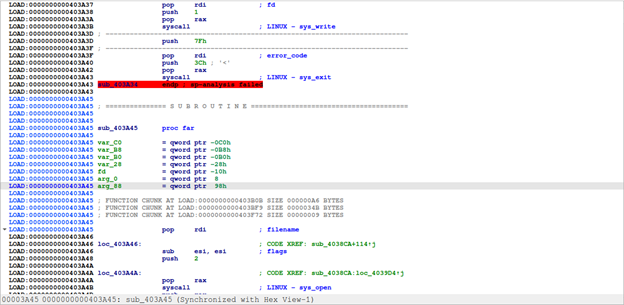 LOAD:0000000000403A37 pop rdi ; fd
LOAD:0000000000403A38 push 1
LOAD:0000000000403A3A pop rax
LOAD:0000000000403A3B syscall ; LINUX - sys_write
LOAD:0000000000403A3D ; ---------------------------------------------------------------------------
LOAD:0000000000403A3D push 7Fh
LOAD:0000000000403A3F ; ---------------------------------------------------------------------------
LOAD:0000000000403A3F pop rdi ; error_code
LOAD:0000000000403A40 push 3Ch ; '<'
LOAD:0000000000403A42 pop rax
LOAD:0000000000403A43 syscall ; LINUX - sys_exit
LOAD:0000000000403A43 endp ; sp-analysis failed
LOAD:0000000000403A43
LOAD:0000000000403A45
LOAD:0000000000403A45 ; =============== S U B R O U T I N E =======================================
LOAD:0000000000403A45
LOAD:0000000000403A45
LOAD:0000000000403A45 sub_403A45 proc far
LOAD:0000000000403A45
LOAD:0000000000403A45 var_C0 = qword ptr -0C0h
LOAD:0000000000403A45 var_B8 = qword ptr -0B8h
LOAD:0000000000403A45 var_B0 = qword ptr -0B0h
LOAD:0000000000403A45 var_28 = qword ptr -28h
LOAD:0000000000403A45 fd = qword ptr -10h
LOAD:0000000000403A45 arg_0 = qword ptr 8
LOAD:0000000000403A45 arg_88 = qword ptr 90h
LOAD:0000000000403A45
LOAD:0000000000403A45 ; FUNCTION CHUNK AT LOAD:0000000000403B0B SIZE 000000A6 BYTES
LOAD:0000000000403A45 ; FUNCTION CHUNK AT LOAD:0000000000403BF9 SIZE 0000034B BYTES
LOAD:0000000000403A45 ; FUNCTION CHUNK AT LOAD:0000000000403F72 SIZE 00000009 BYTES
LOAD:0000000000403A45
LOAD:0000000000403A45 pop rdi ; filename
LOAD:0000000000403A46
LOAD:0000000000403A46 loc_403A46: ; CODE XREF: sub_4038CA+114↑j
LOAD:0000000000403A46 sub esi, esi ; flags
LOAD:0000000000403A48 push 2
LOAD:0000000000403A4A
LOAD:0000000000403A4A loc_403A4A: ; CODE XREF: sub_4038CA:loc_4039D4↑j
LOAD:0000000000403A4A pop rax
LOAD:0000000000403A4B syscall ; LINUX - sys_open
00003A45 0000000000403A45: sub_403A45 (Synchronized with Hex View-1)